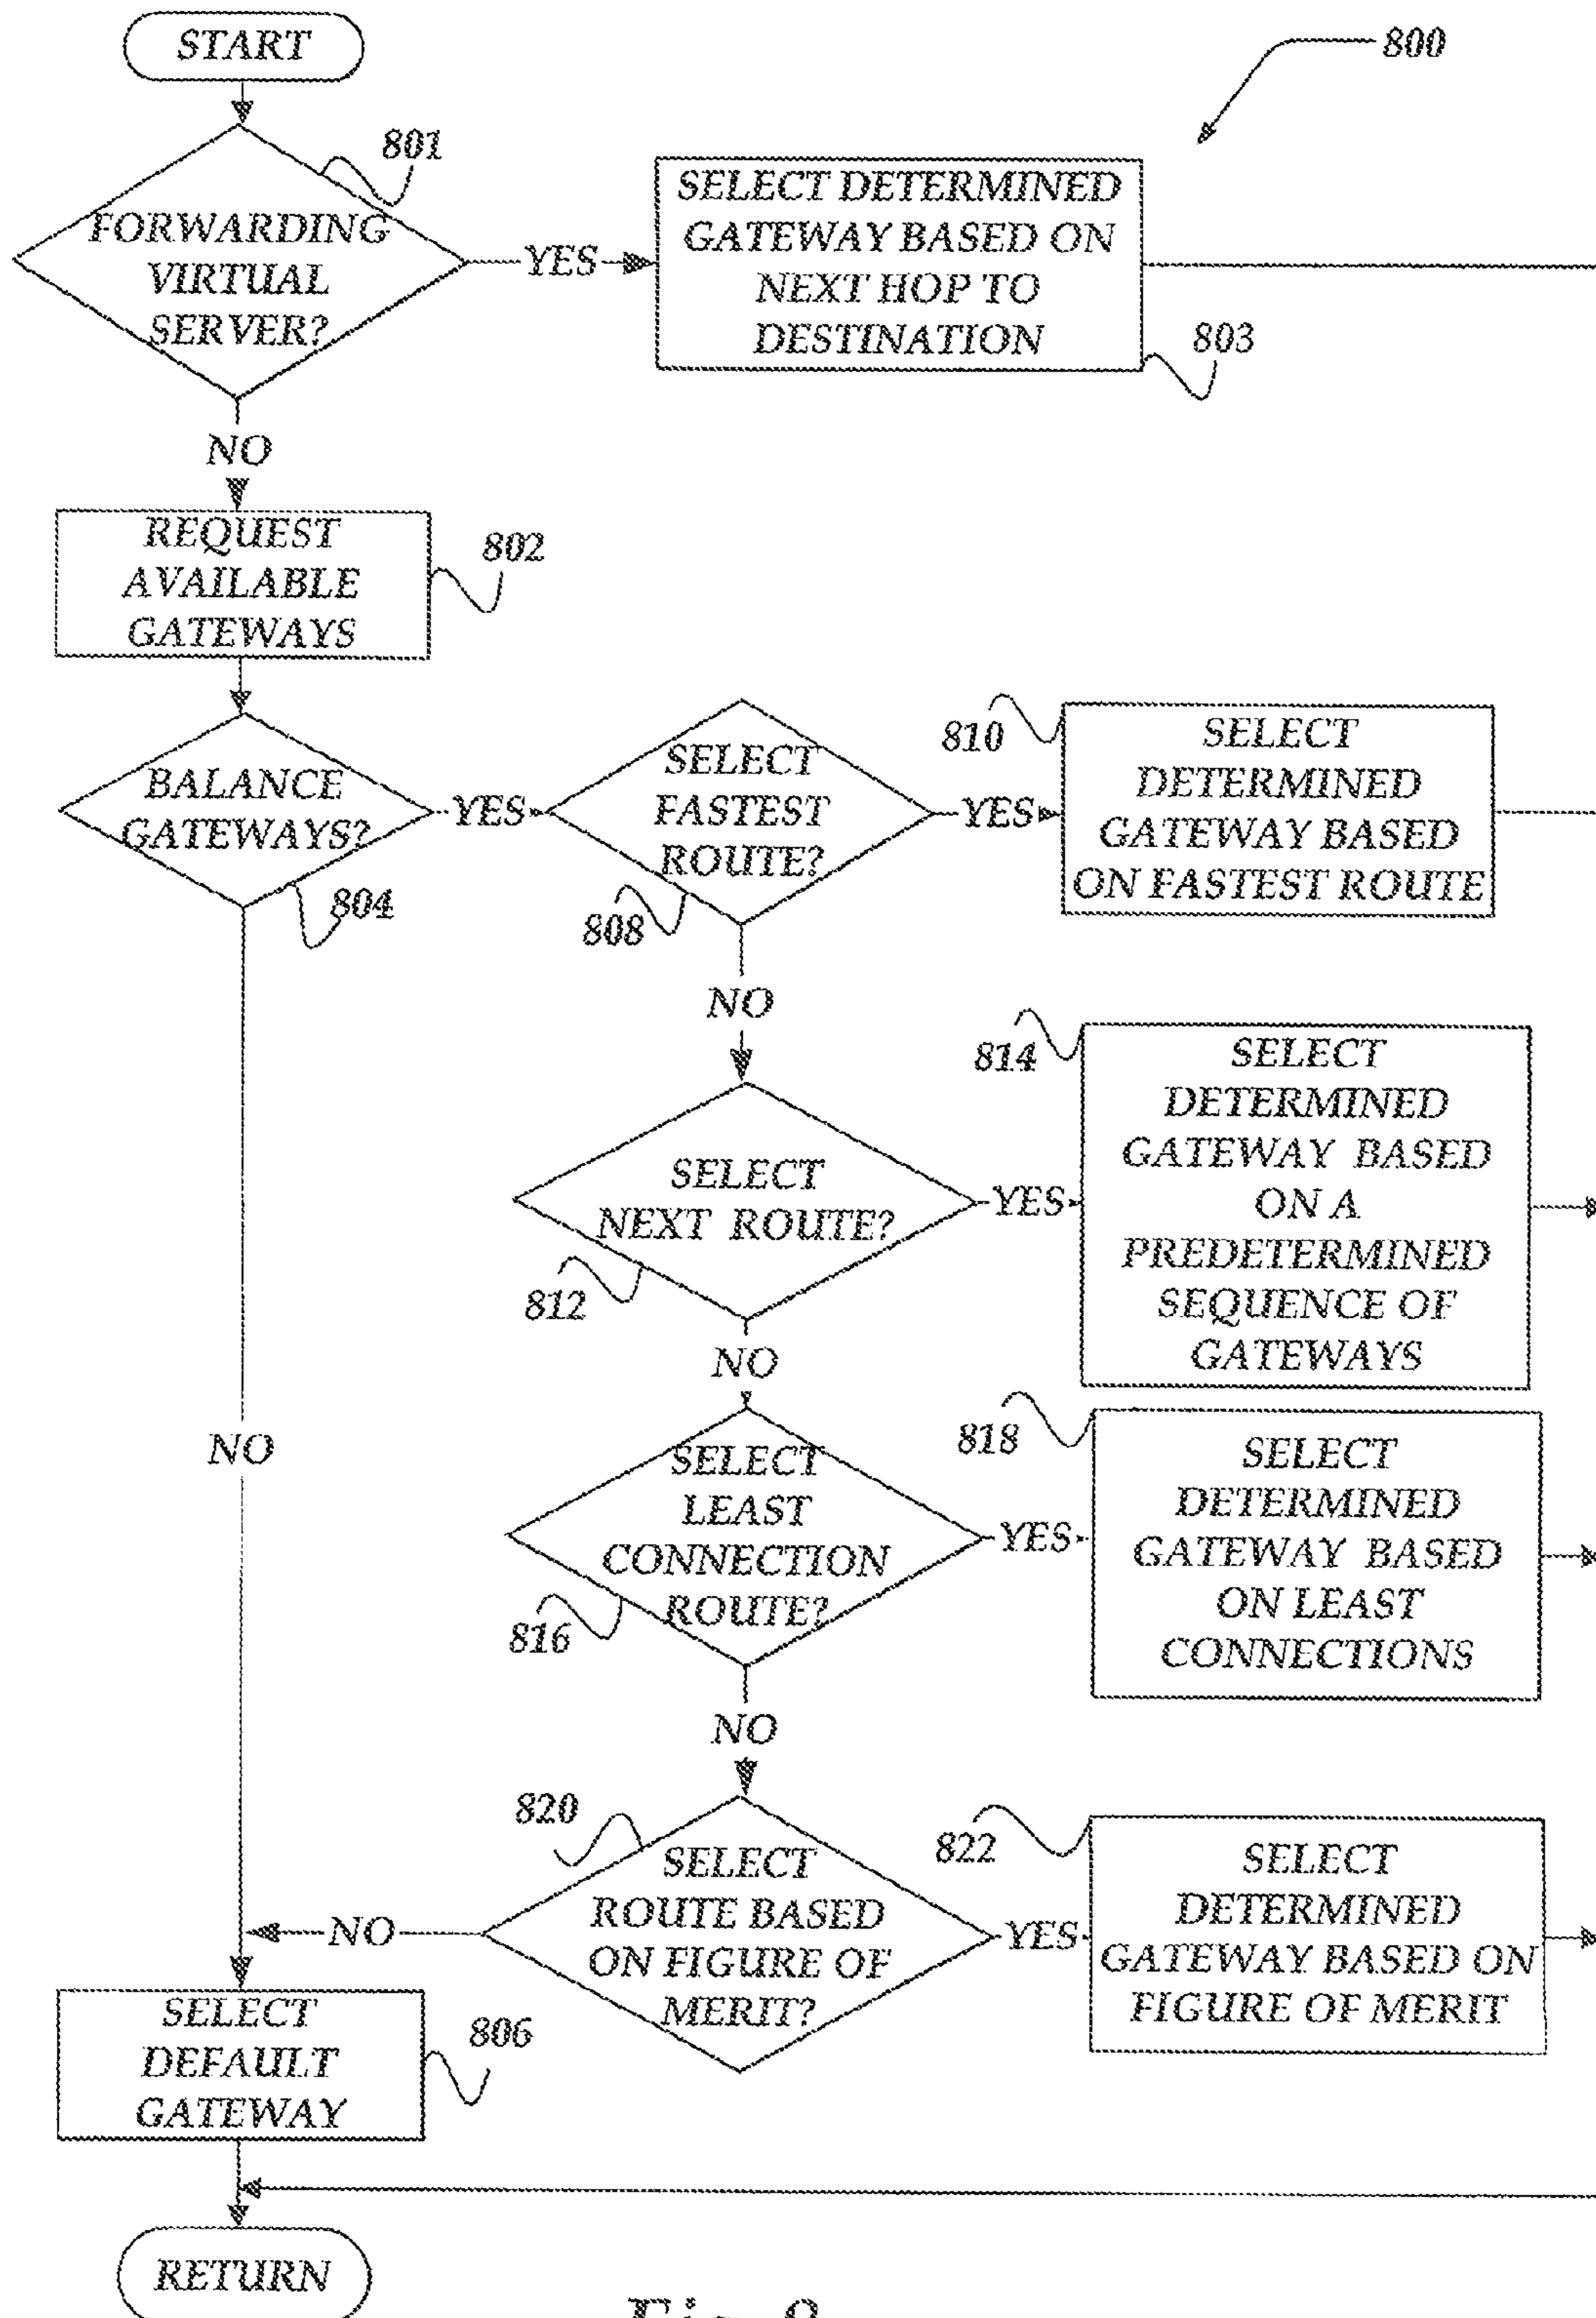 START
800
801
FORWARDING
VIRTUAL
SERVER?
YES
SELECT DETERMINED
GATEWAY BASED ON
NEXT HOP TO
DESTINATION
803
NO
REQUEST
AVAILABLE
GATEWAYS
802
BALANCE
GATEWAYS?
804
YES
SELECT
FASTEST
ROUTE?
808
YES
810
SELECT
DETERMINED
GATEWAY BASED
ON FASTEST ROUTE
NO
SELECT
NEXT ROUTE?
812
YES
814
SELECT
DETERMINED
GATEWAY BASED
ON A
PREDETERMINED
SEQUENCE OF
GATEWAYS
NO
NO
SELECT
LEAST
CONNECTION
ROUTE?
816
YES
818
SELECT
DETERMINED
GATEWAY BASED
ON LEAST
CONNECTIONS
NO
820
SELECT
ROUTE BASED
ON FIGURE OF
MERIT?
NO
YES
822
SELECT
DETERMINED
GATEWAY BASED ON
FIGURE OF MERIT
SELECT
DEFAULT
GATEWAY
806
RETURN